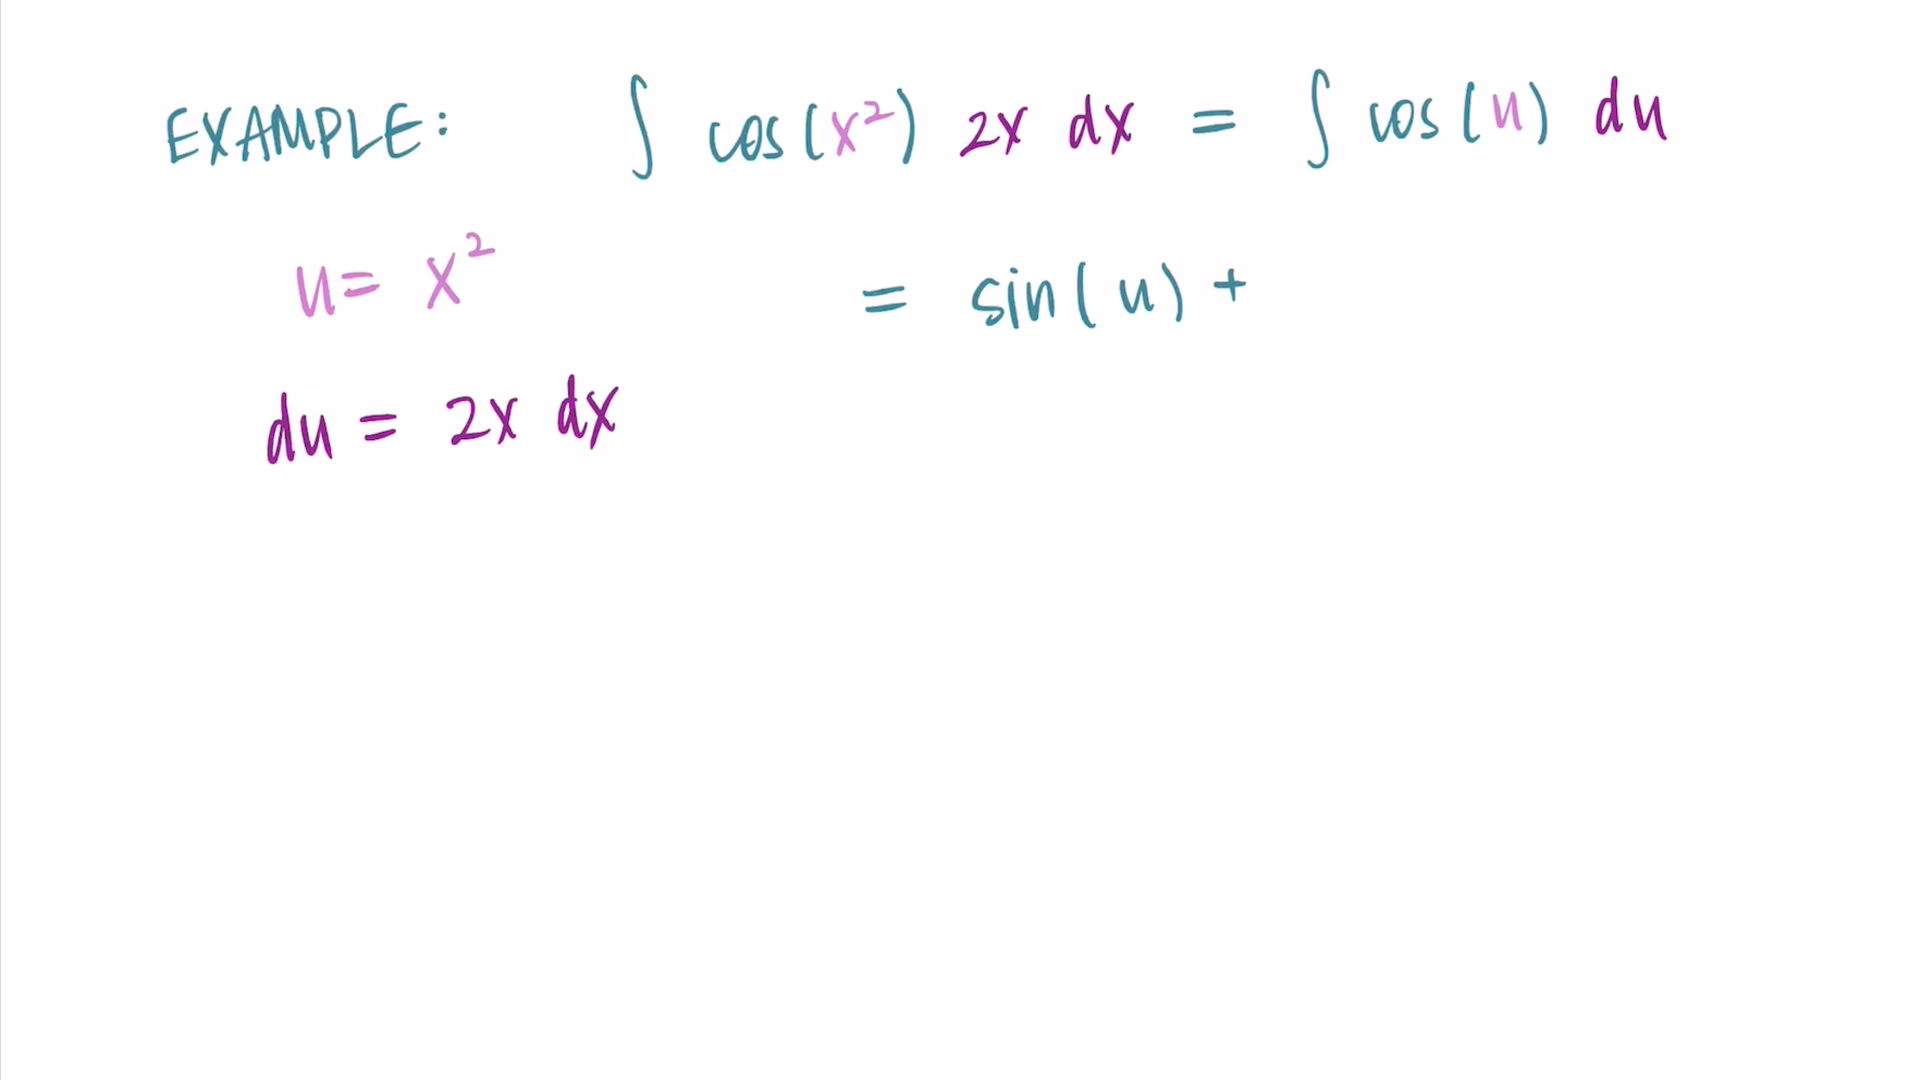 EXAMPLE: ∫ cos(x²) 2x dx = ∫ cos(u) du
u = x² = sin(u) +
du = 2x dx